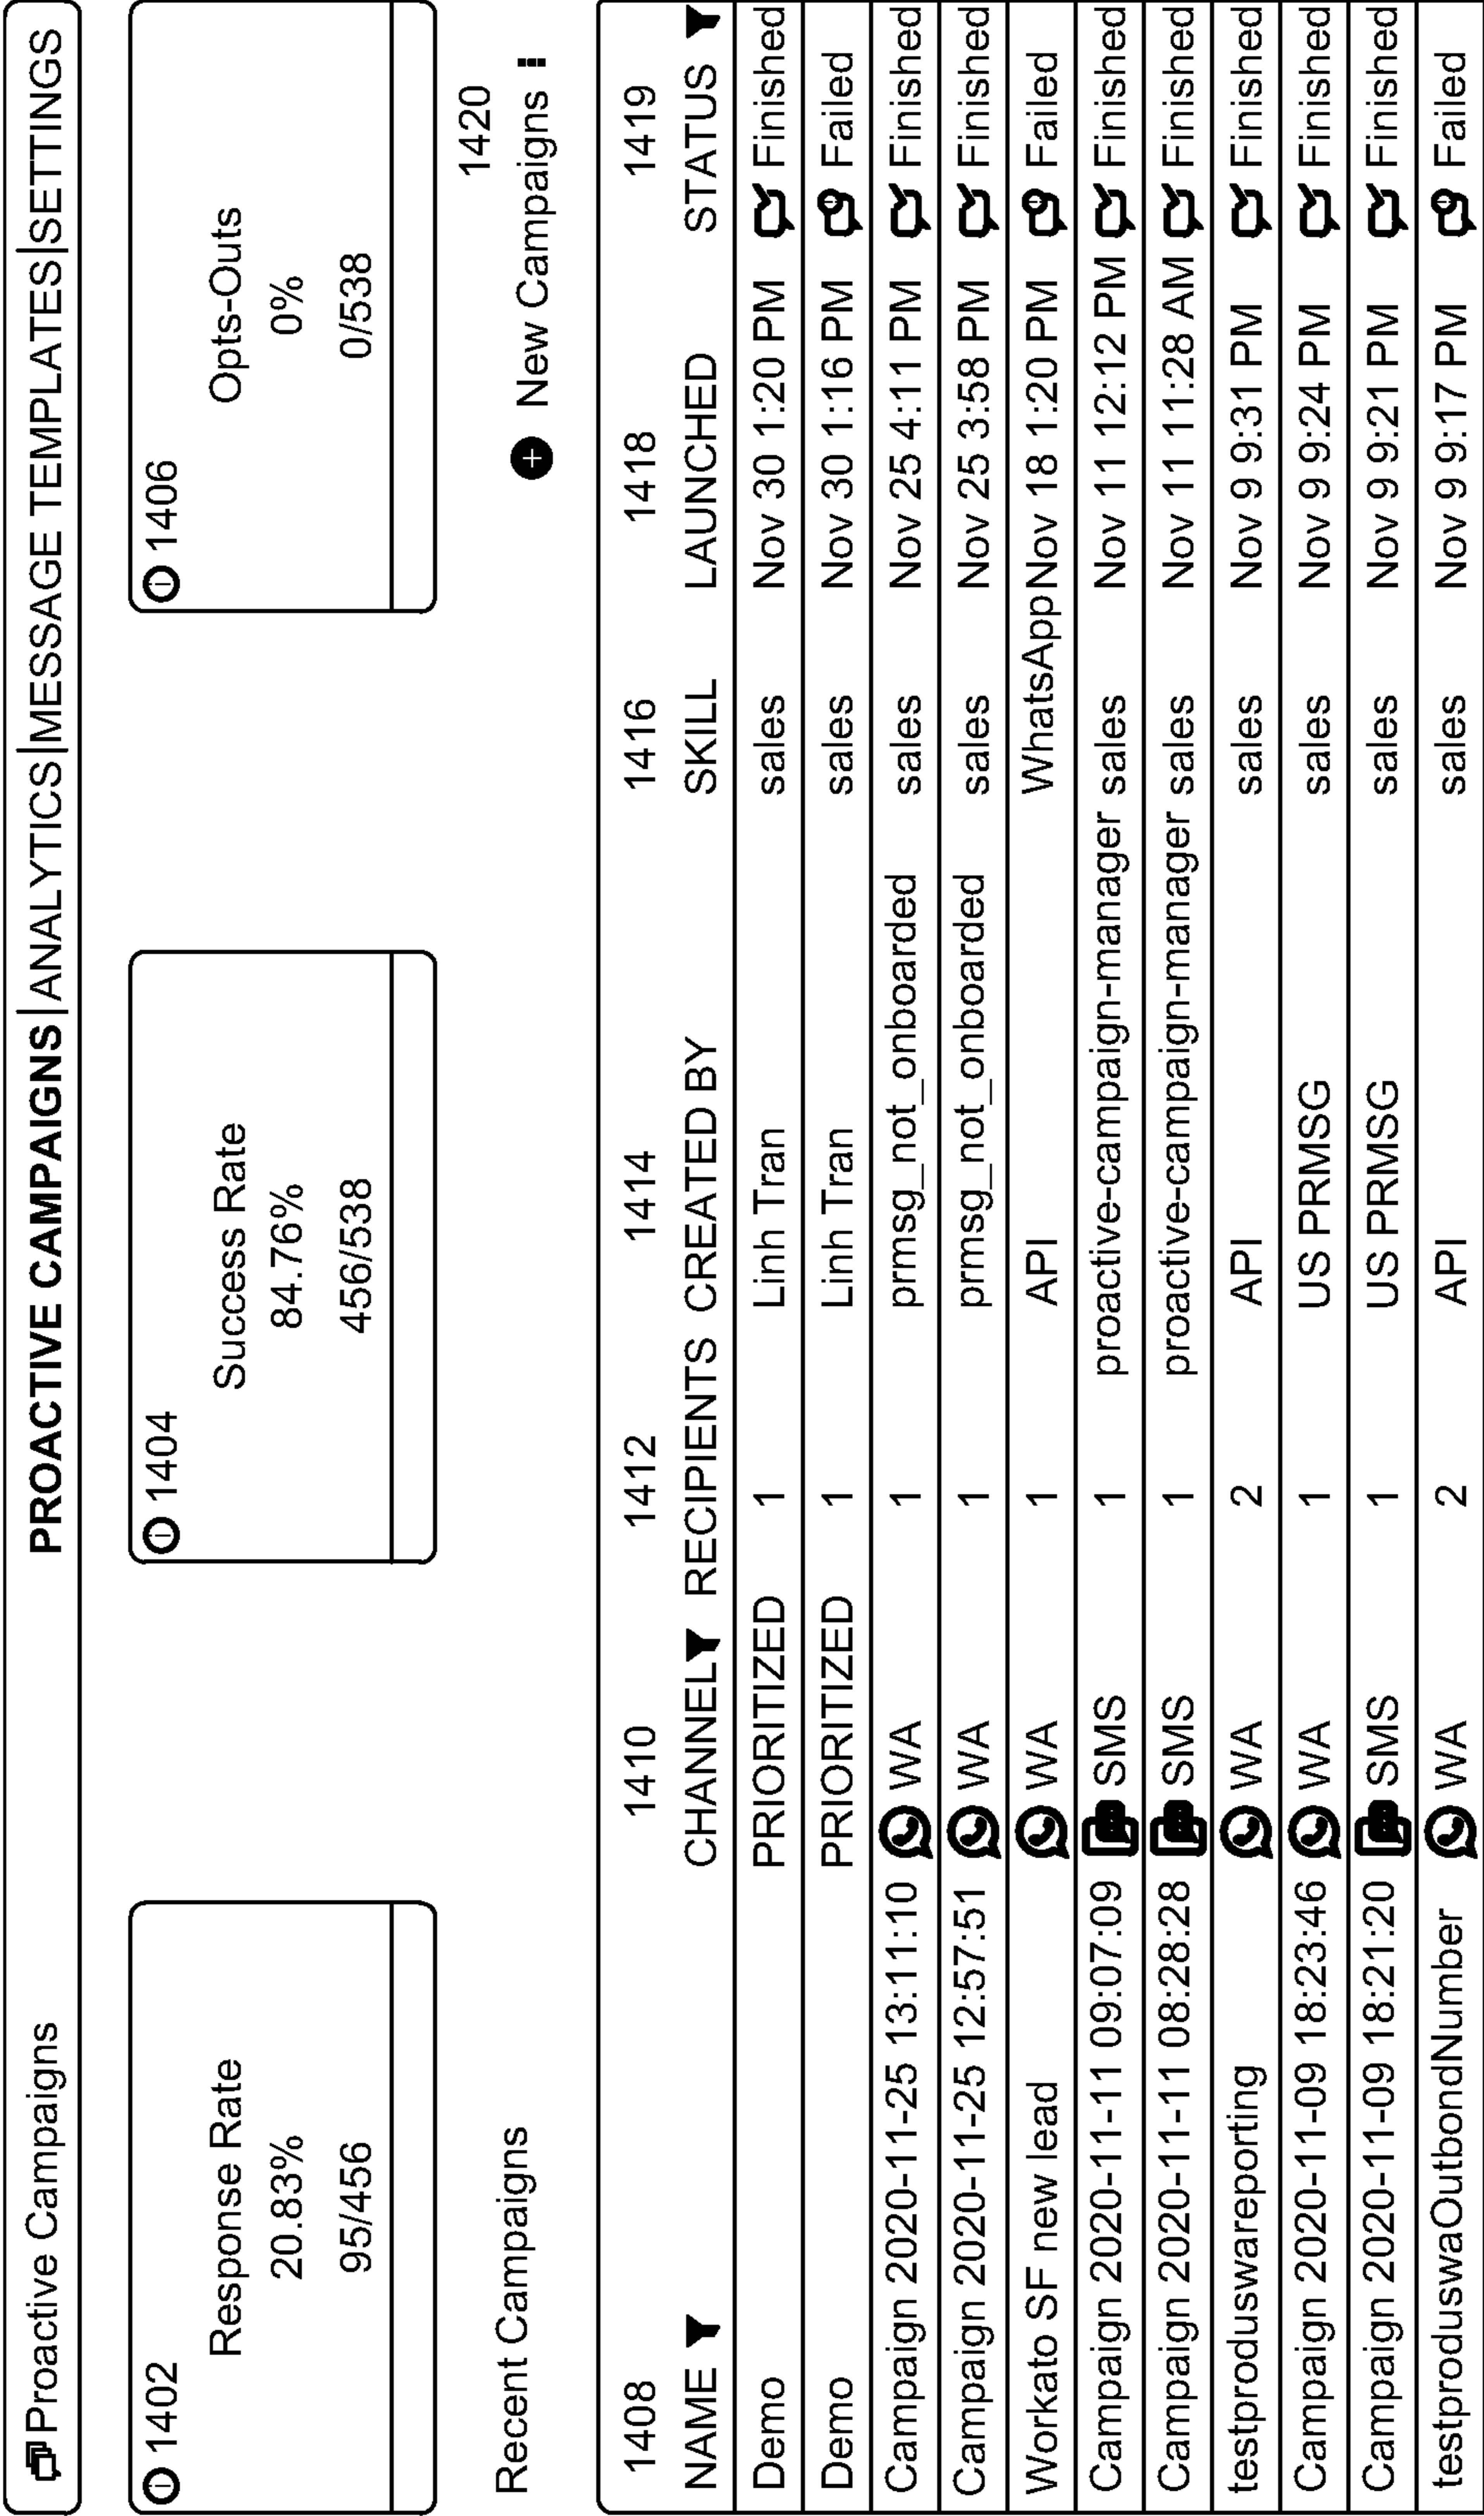 Proactive Campaigns PROACTIVE CAMPAIGNS|ANALYTICS|MESSAGE TEMPLATES|SETTINGS
1402 1404 1406
Response Rate Success Rate Opts-Outs
20.83% 84.76% 0%
95/456 456/538 0/538
1420
Recent Campaigns + New Campaigns
1408 1410 1412 1414 1416 1418 1419
NAME CHANNEL RECIPIENTS CREATED BY SKILL LAUNCHED STATUS
Demo PRIORITIZED 1 Linh Tran sales Nov 30 1:20 PM Finished
Demo PRIORITIZED 1 Linh Tran sales Nov 30 1:16 PM Failed
Campaign 2020-11-25 13:11:10 WA 1 prmsg_not_onboarded sales Nov 25 4:11 PM Finished
Campaign 2020-11-25 12:57:51 WA 1 prmsg_not_onboarded sales Nov 25 3:58 PM Finished
Workato SF new lead WA 1 API WhatsApp Nov 18 1:20 PM Failed
Campaign 2020-11-11 09:07:09 SMS 1 proactive-campaign-manager sales Nov 11 12:12 PM Finished
Campaign 2020-11-11 08:28:28 SMS 1 proactive-campaign-manager sales Nov 11 11:28 AM Finished
testproduswareporting WA 2 API sales Nov 9 9:31 PM Finished
Campaign 2020-11-09 18:23:46 WA 1 US PRMSG sales Nov 9 9:24 PM Finished
Campaign 2020-11-09 18:21:20 SMS 1 US PRMSG sales Nov 9 9:21 PM Finished
testproduswaOutbondNumber WA 2 API sales Nov 9 9:17 PM Failed